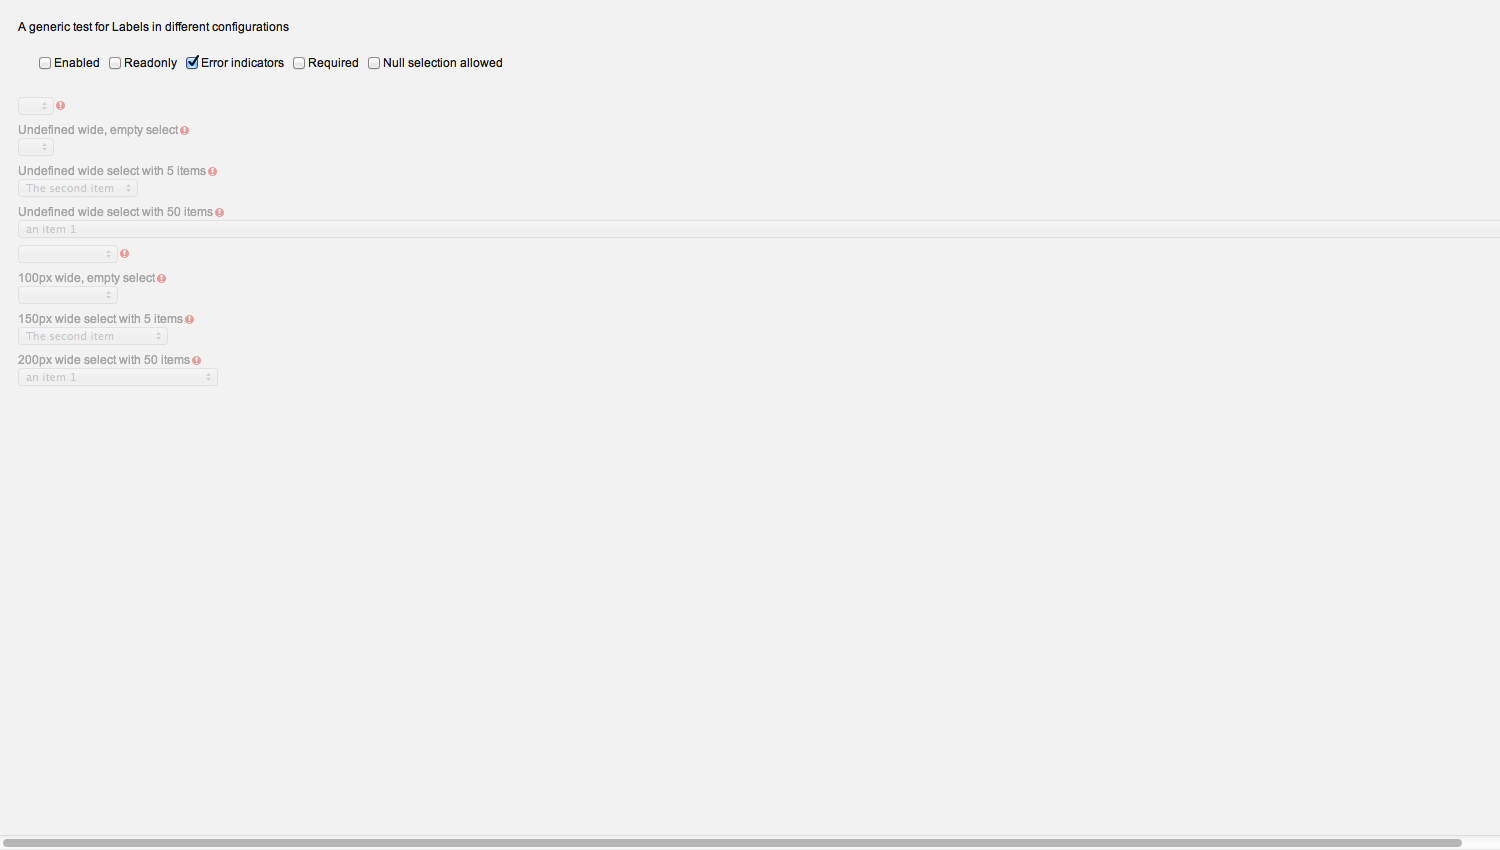 A generic test for Labels in different configurations
Enabled Readonly Error indicators Required Null selection allowed
Undefined wide, empty select
Undefined wide select with 5 items
The second item
Undefined wide select with 50 items
an item 1
100px wide, empty select
150px wide select with 5 items
The second item
200px wide select with 50 items
an item 1